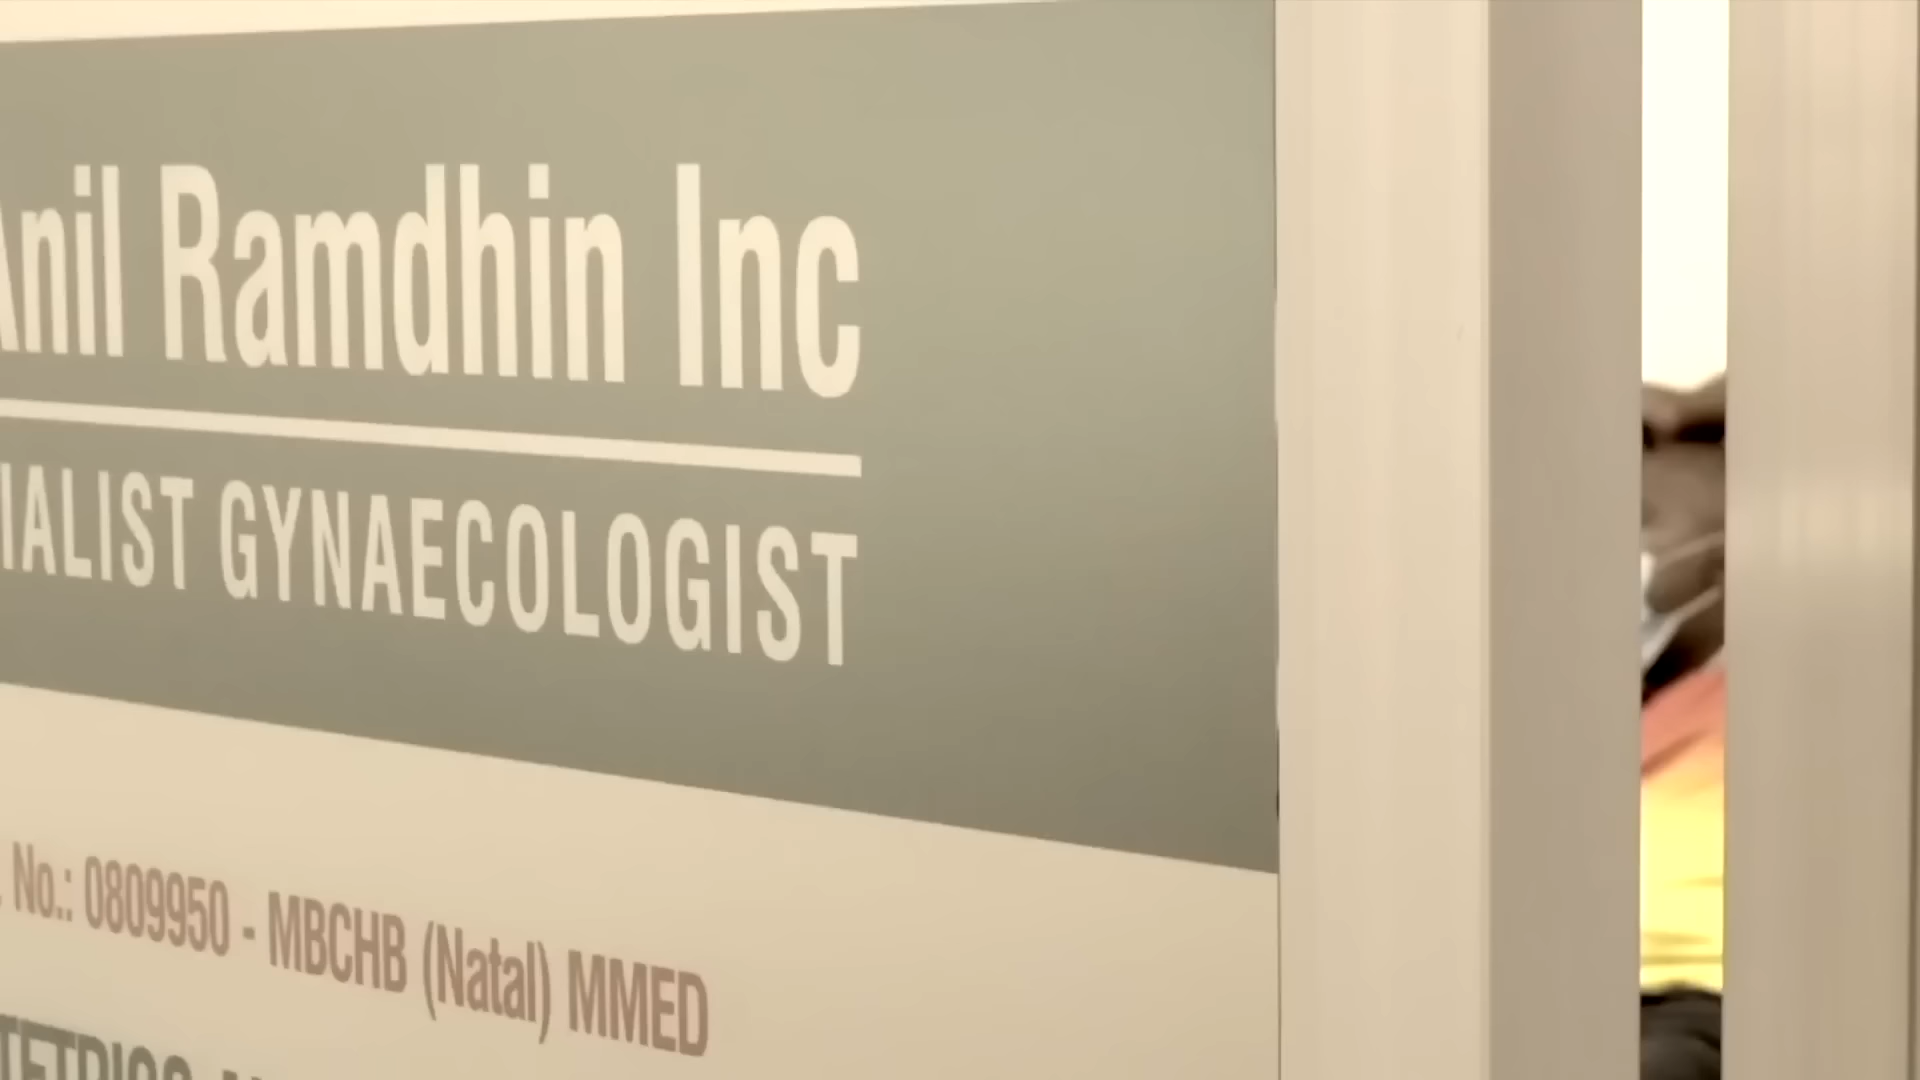 Anil Ramdhin Inc
IALIST GYNAECOLOGIST
. No.: 0809950 - MBCHB (Natal) MMED